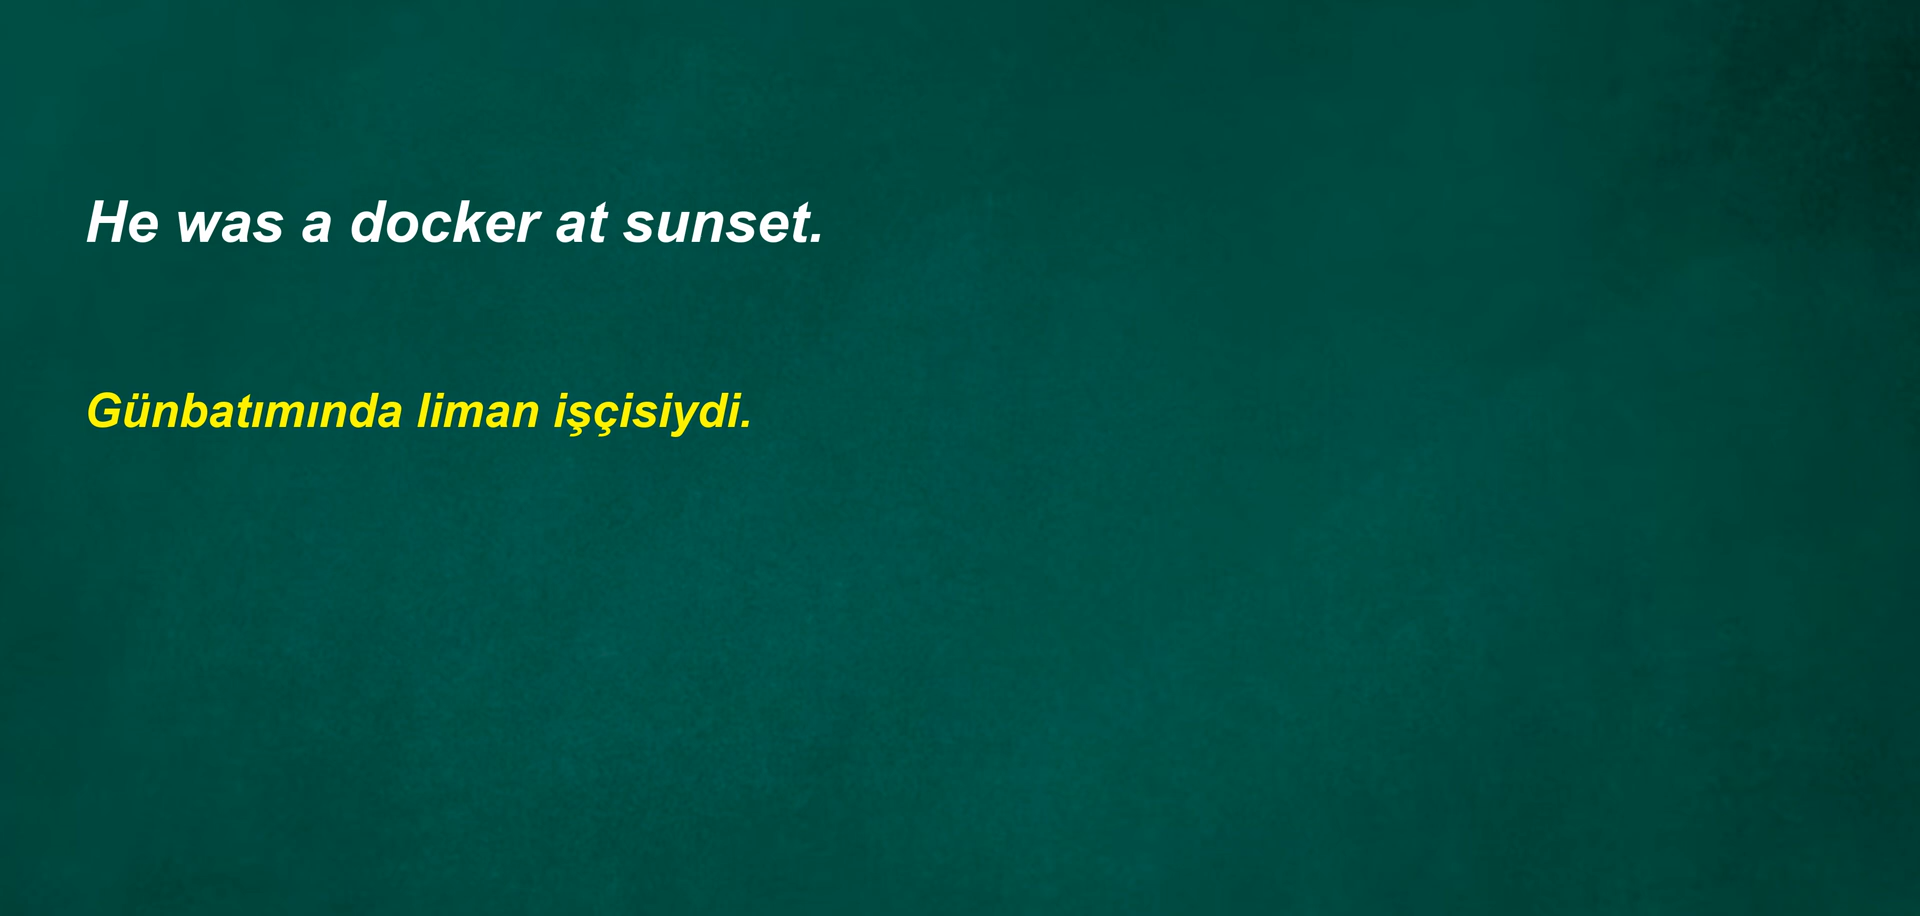 He was a docker at sunset.
Günbatımında liman işçisiydi.